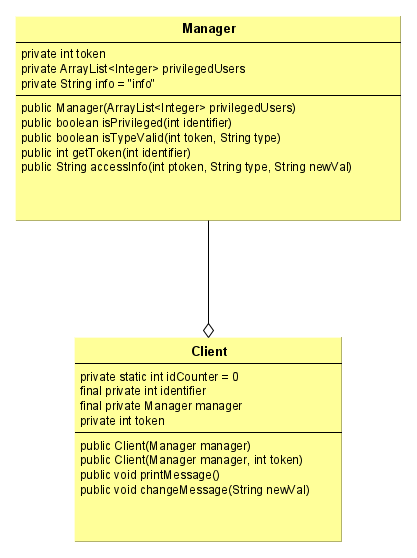 Manager
private int token
private ArrayList<Integer> privilegedUsers
private String info = "info"
public Manager(ArrayList<Integer> privilegedUsers)
public boolean isPrivileged(int identifier)
public boolean isTypeValid(int token, String type)
public int getToken(int identifier)
public String accessInfo(int ptoken, String type, String newVal)
Client
private static int idCounter = 0
final private int identifier
final private Manager manager
private int token
public Client(Manager manager)
public Client(Manager manager, int token)
public void printMessage()
public void changeMessage(String newVal)